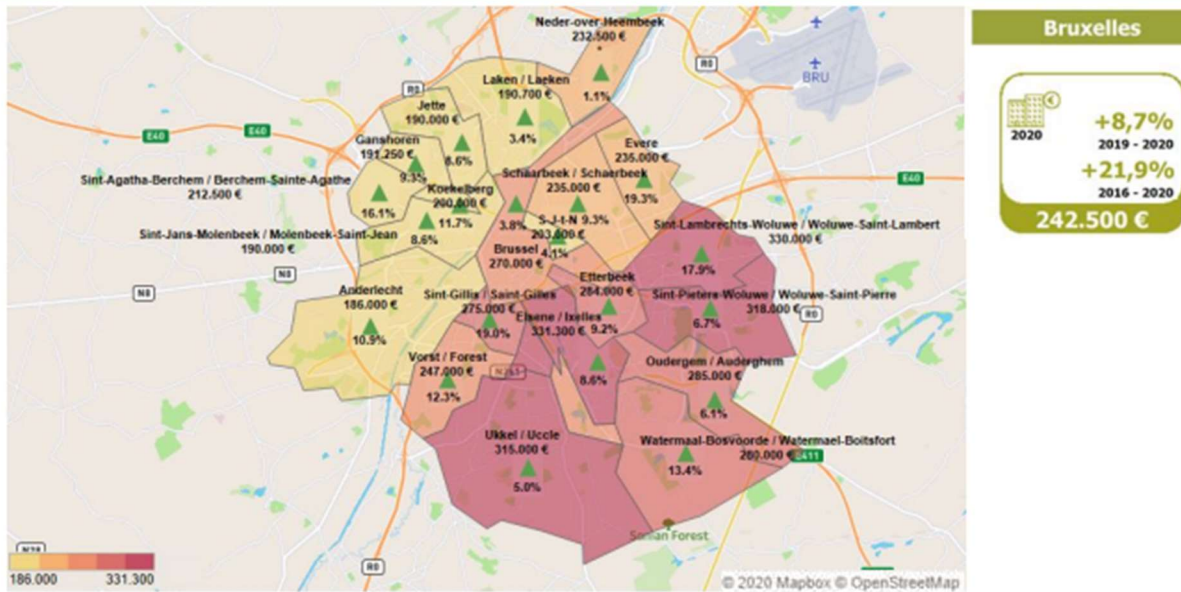 Neder-over Heembeek
232.500 €
1.1%
Laken / Laeken
190.700 €
3.4%
Jette
190.000 €
8.6%
Ganshoren
191.250 €
9.3%
Sint-Agatha-Berchem / Berchem-Sainte-Agathe
212.500 €
16.1%
Koekelberg
200.000 €
11.7%
Sint-Jans-Molenbeek / Molenbeek-Saint-Jean
190.000 €
8.6%
Evere
235.000 €
19.3%
Schaarbeek / Schaerbeek
235.000 €
9.3%
S-J-t-N
203.000 €
4.1%
3.8%
Brussel
270.000 €
Sint-Lambrechts-Woluwe / Woluwe-Saint-Lambert
330.000 €
17.9%
Etterbeek
284.000 €
9.2%
Sint-Pieters-Woluwe / Woluwe-Saint-Pierre
318.000 €
6.7%
Anderlecht
186.000 €
10.9%
Sint-Gillis / Saint-Gilles
275.000 €
19.0%
Elsene / Ixelles
331.300 €
8.6%
Vorst / Forest
247.000 €
12.3%
Oudergem / Auderghem
285.000 €
6.1%
Ukkel / Uccle
315.000 €
5.0%
Watermaal-Bosvoorde / Watermael-Boitsfort
280.000 €
13.4%
R0
R0
R0
R0
E40
E40
E40
N8
N8
BRU
Sonian Forest
186.000
331.300
© 2020 Mapbox © OpenStreetMap
Bruxelles
€
2020
+8,7%
2019 - 2020
+21,9%
2016 - 2020
242.500 €